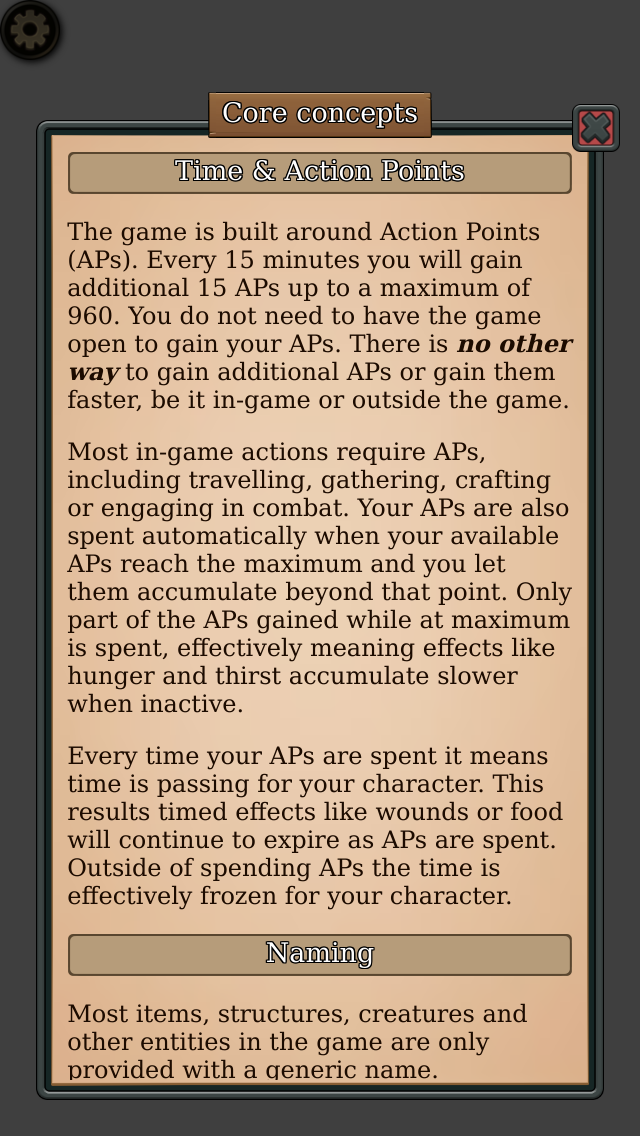 Core concepts
Time & Action Points
The game is built around Action Points
(APs). Every 15 minutes you will gain
additional 15 APs up to a maximum of
960. You do not need to have the game
open to gain your APs. There is no other
way to gain additional APs or gain them
faster, be it in-game or outside the game.
Most in-game actions require APs,
including travelling, gathering, crafting
or engaging in combat. Your APs are also
spent automatically when your available
APs reach the maximum and you let
them accumulate beyond that point. Only
part of the APs gained while at maximum
is spent, effectively meaning effects like
hunger and thirst accumulate slower
when inactive.
Every time your APs are spent it means
time is passing for your character. This
results timed effects like wounds or food
will continue to expire as APs are spent.
Outside of spending APs the time is
effectively frozen for your character.
Naming
Most items, structures, creatures and
other entities in the game are only
provided with a generic name.